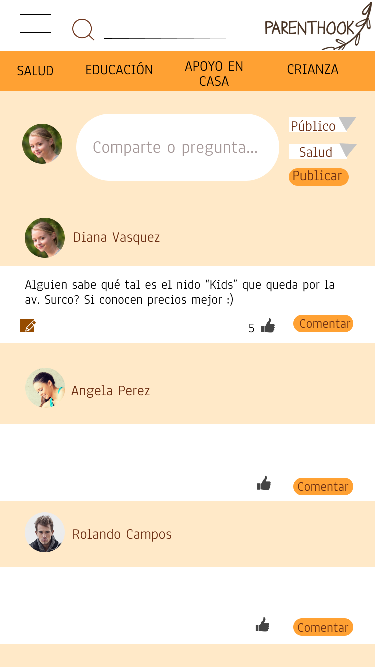 PARENTHOOK
SALUD
EDUCACIÓN
APOYO EN
CASA
CRIANZA
Comparte o pregunta...
Público
Salud
Publicar
Diana Vasquez
Alguien sabe qué tal es el nido "Kids" que queda por la
av. Surco? Si conocen precios mejor :)
5
Comentar
Angela Perez
Comentar
Rolando Campos
Comentar